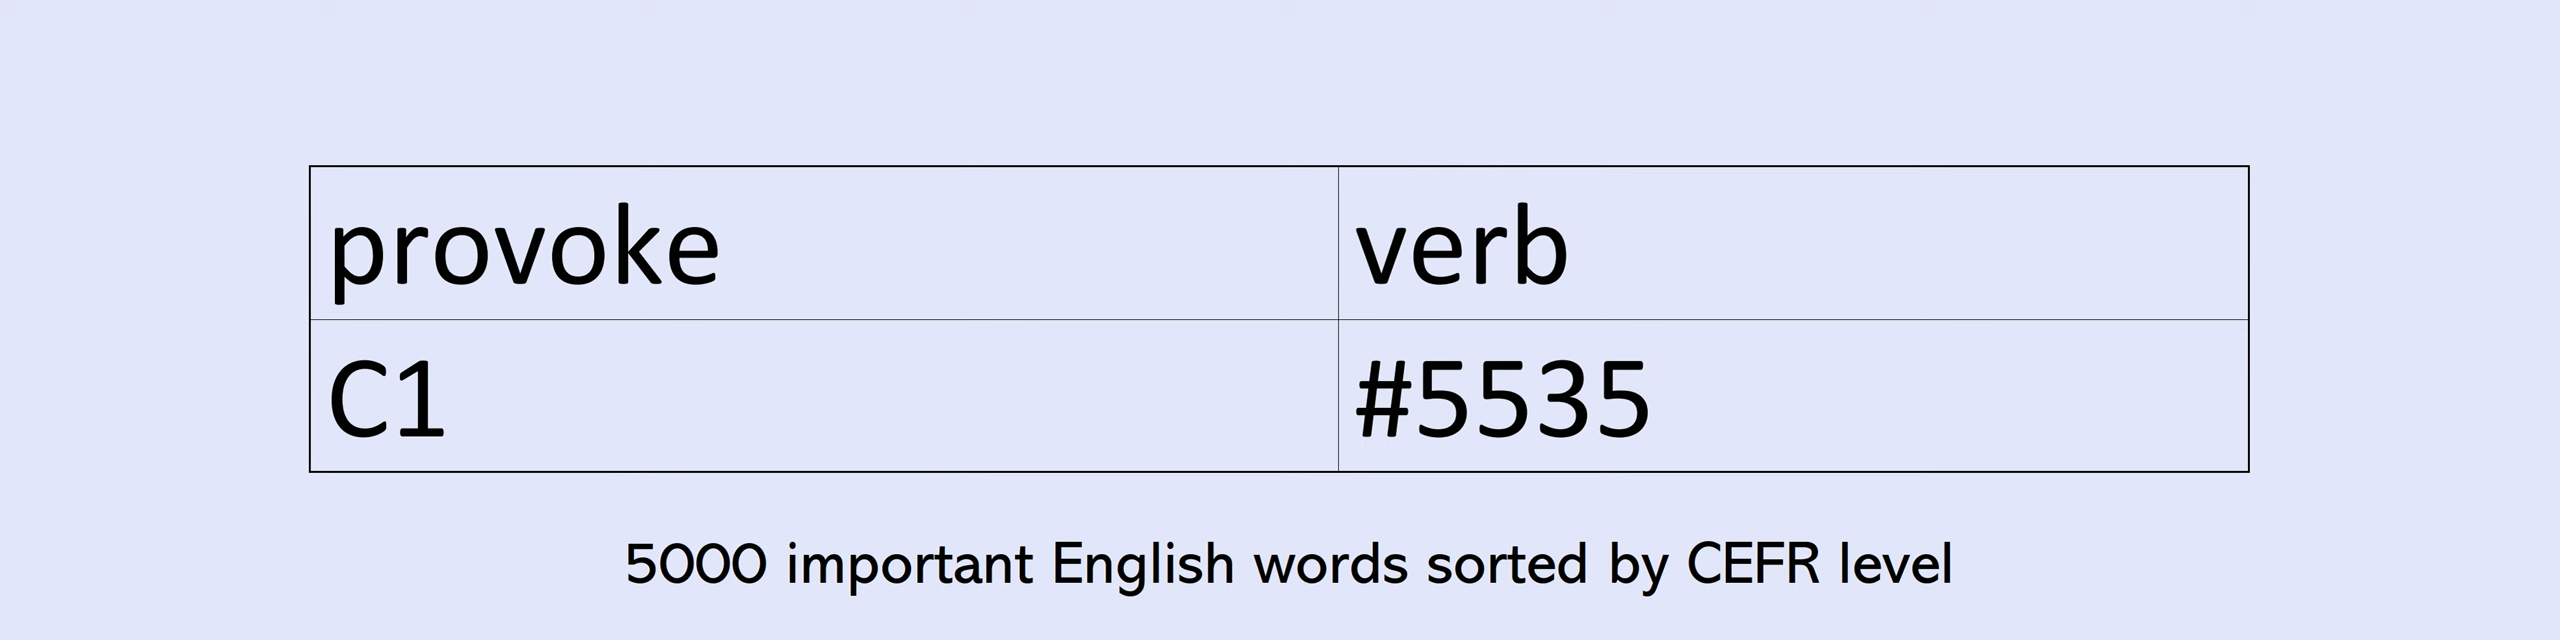 provoke verb
C1 #5535
5000 important English words sorted by CEFR level